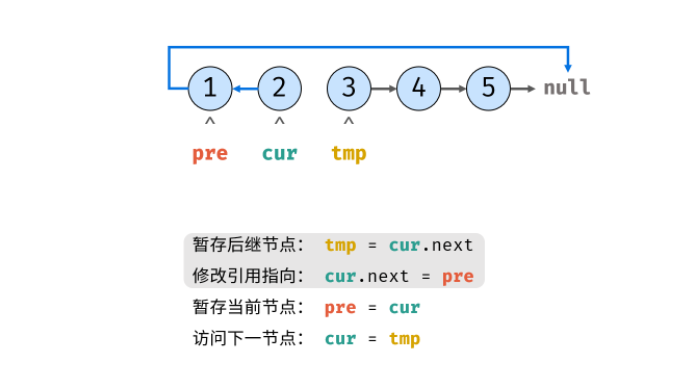 1 2 3 4 5 null
^ ^ ^
pre cur tmp
暂存后继节点： tmp = cur.next
修改引用指向： cur.next = pre
暂存当前节点： pre = cur
访问下一节点： cur = tmp